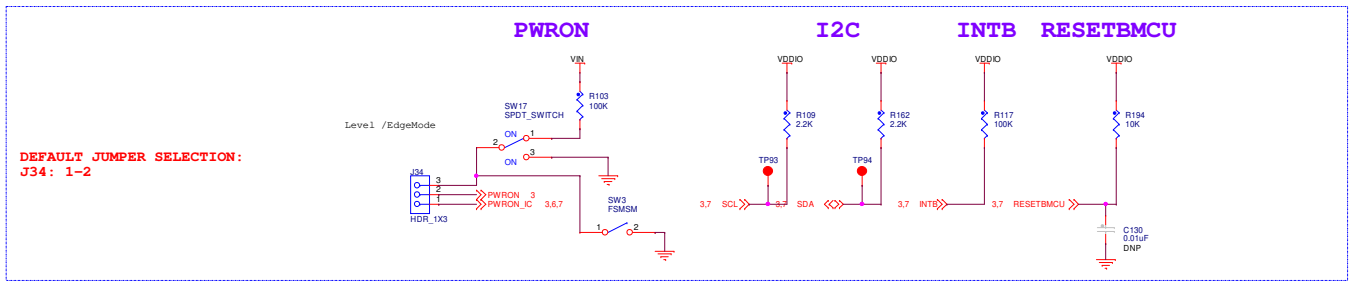 PWRON
I2C
INTB
RESETBMCU
VIN
VDDIO
VDDIO
VDDIO
VDDIO
R103
100K
SW17
SPDT_SWITCH
ON
1
2
ON
3
Level /EdgeMode
R109
2.2K
R162
2.2K
R117
100K
R194
10K
DEFAULT JUMPER SELECTION:
J34: 1-2
TP93
TP94
J34
3
2
1
HDR_1X3
PWRON 3
PWRON_IC 3,6,7
SW3
FSMSM
1
2
3,7 SCL
3,7 SDA
3,7 INTB
3,7 RESETBMCU
C130
0.01uF
DNP